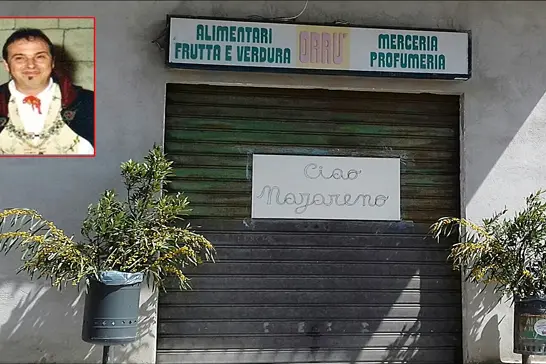 ALIMENTARI
FRUTTA E VERDURA
ORRU'
MERCERIA
PROFUMERIA
Ciao
Nazareno